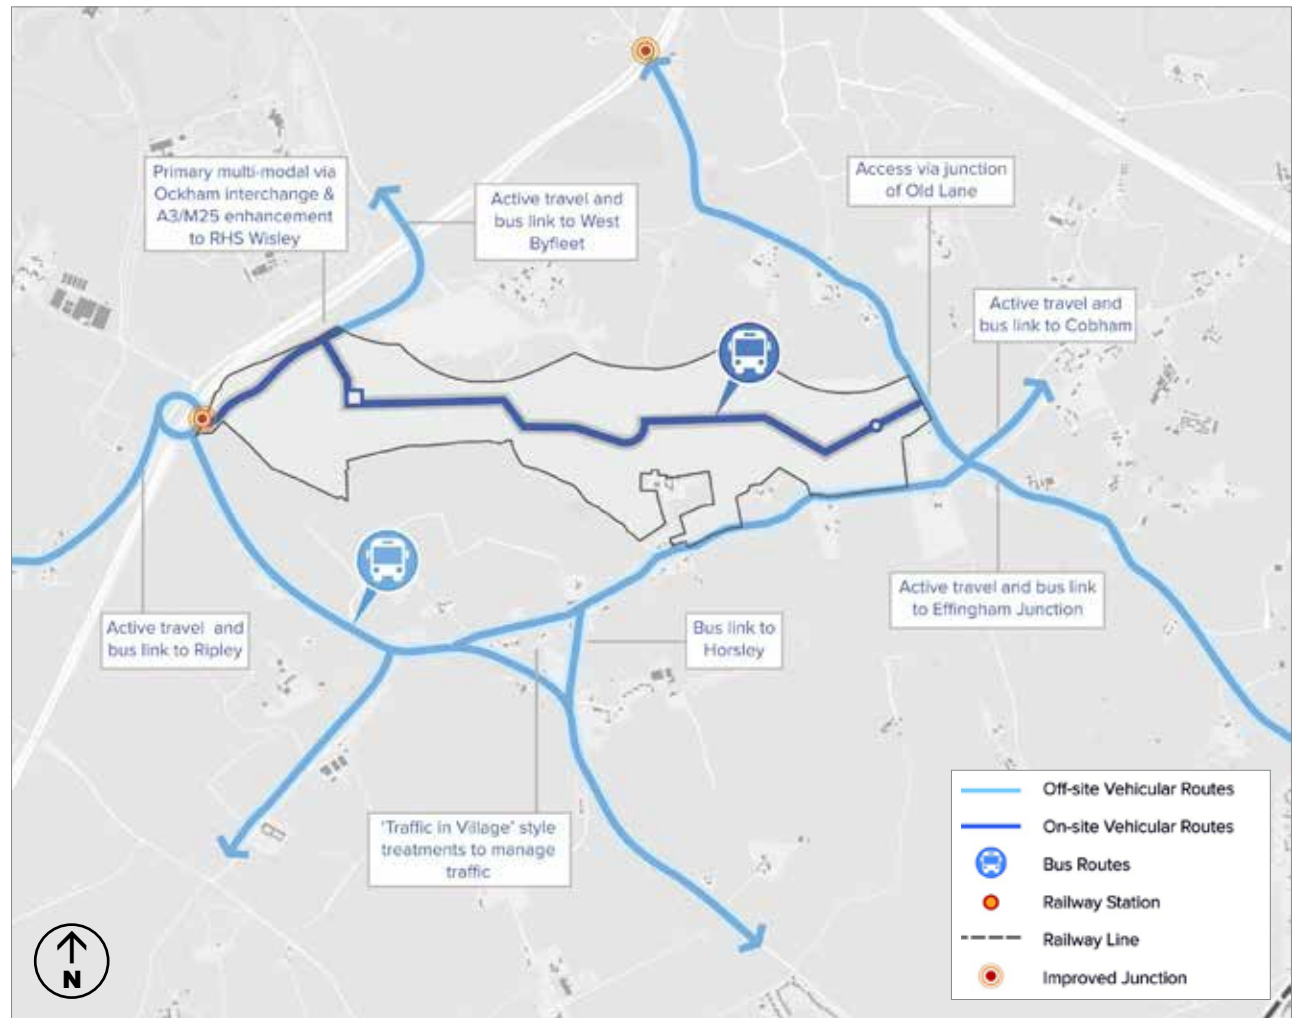 Primary multi-modal via
Ockham interchange &
A3/M25 enhancement
to RHS Wisley
Active travel and
bus link to West
Byfleet
Access via junction
of Old Lane
Active travel and
bus link to Cobham
Active travel and bus link
to Effingham Junction
Active travel and
bus link to Ripley
Bus link to
Horsley
'Traffic in Village' style
treatments to manage
traffic
Off-site Vehicular Routes
On-site Vehicular Routes
Bus Routes
Railway Station
Railway Line
Improved Junction
N